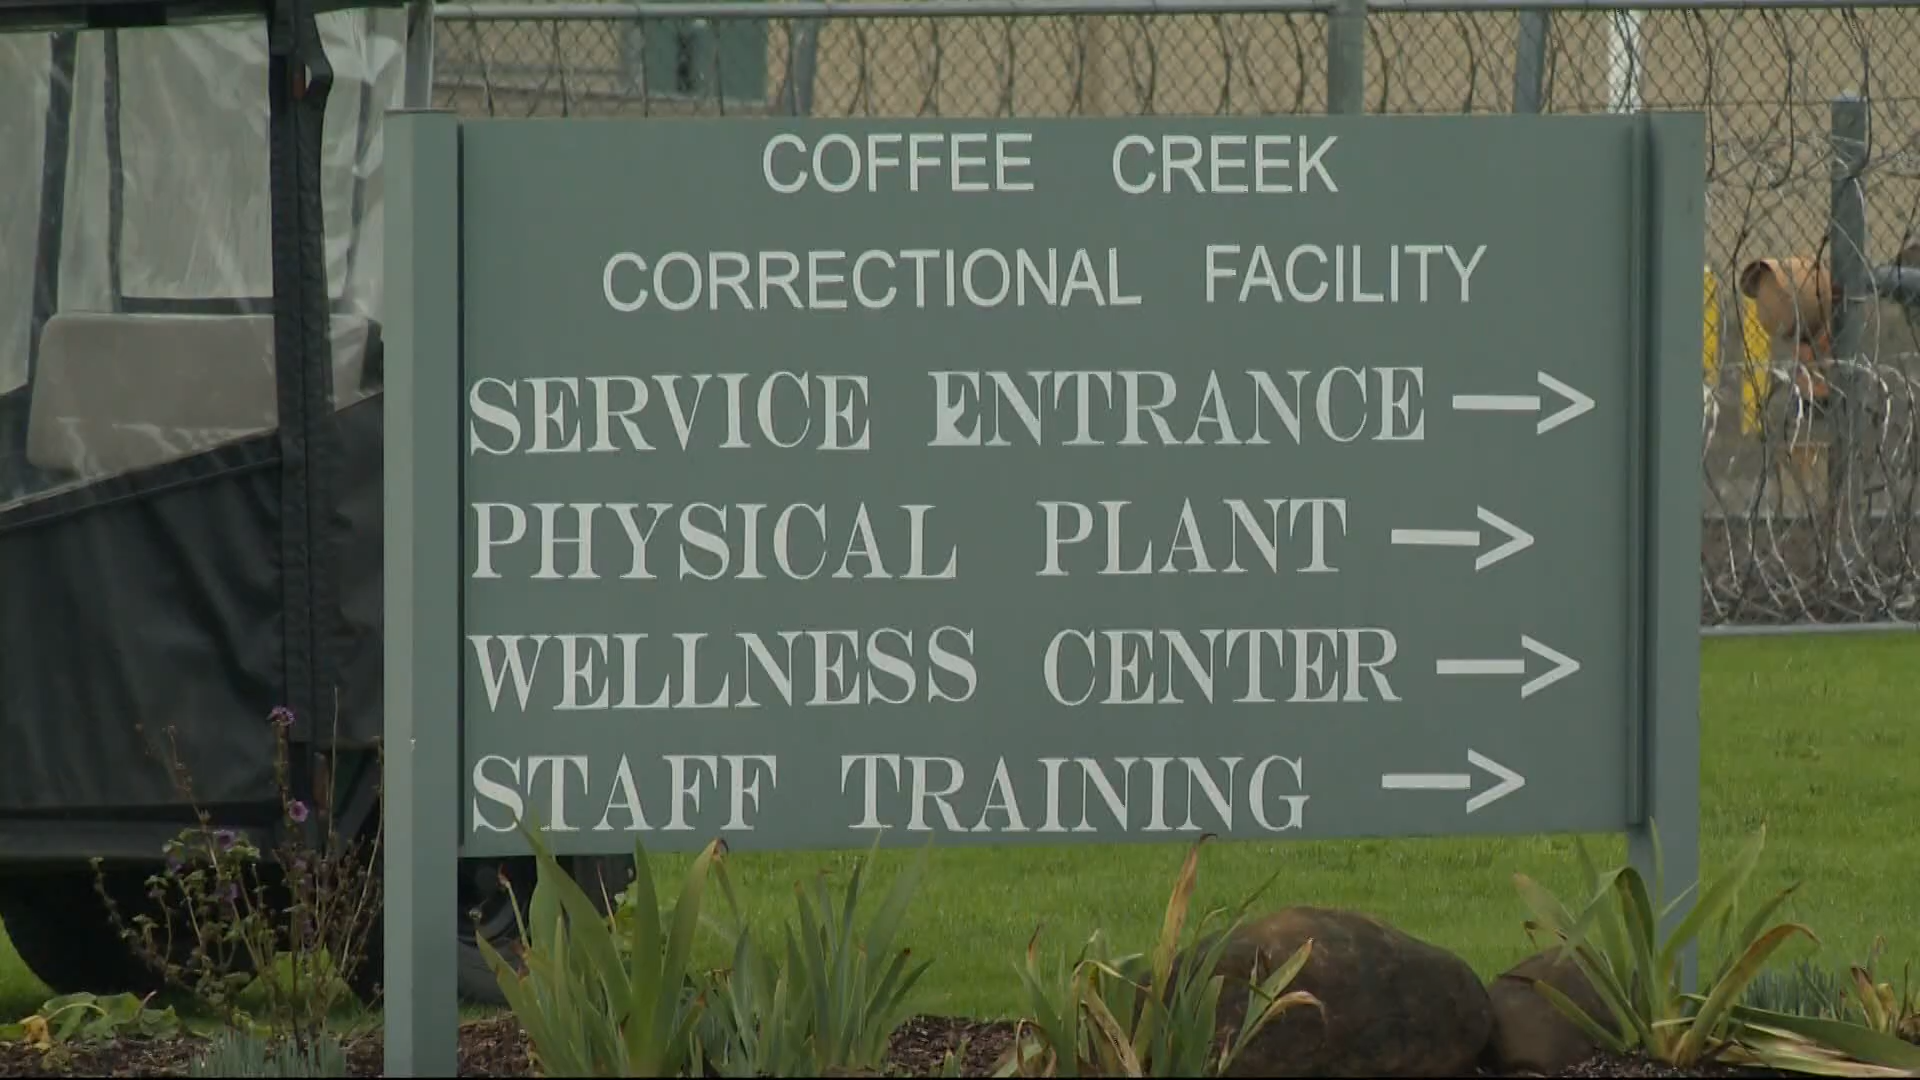 COFFEE CREEK
CORRECTIONAL FACILITY
SERVICE ENTRANCE →
PHYSICAL PLANT →
WELLNESS CENTER →
STAFF TRAINING →